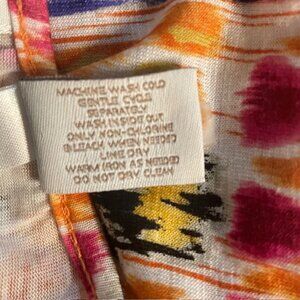 MACHINE WASH COLD
GENTLE CYCLE
SEPARATELY
WASH INSIDE OUT
ONLY NON-CHLORINE
BLEACH WHEN NEEDED
LINE DRY
WARM IRON AS NEEDED
DO NOT DRY CLEAN